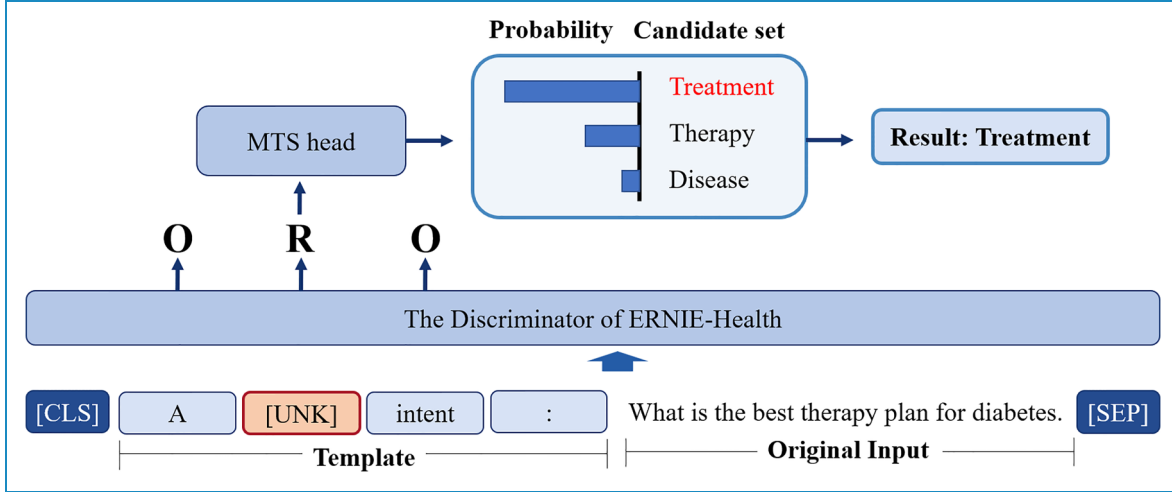 Probability Candidate set
Treatment
Therapy
Disease
MTS head
Result: Treatment
O R O
The Discriminator of ERNIE-Health
[CLS] A [UNK] intent : What is the best therapy plan for diabetes. [SEP]
Template
Original Input